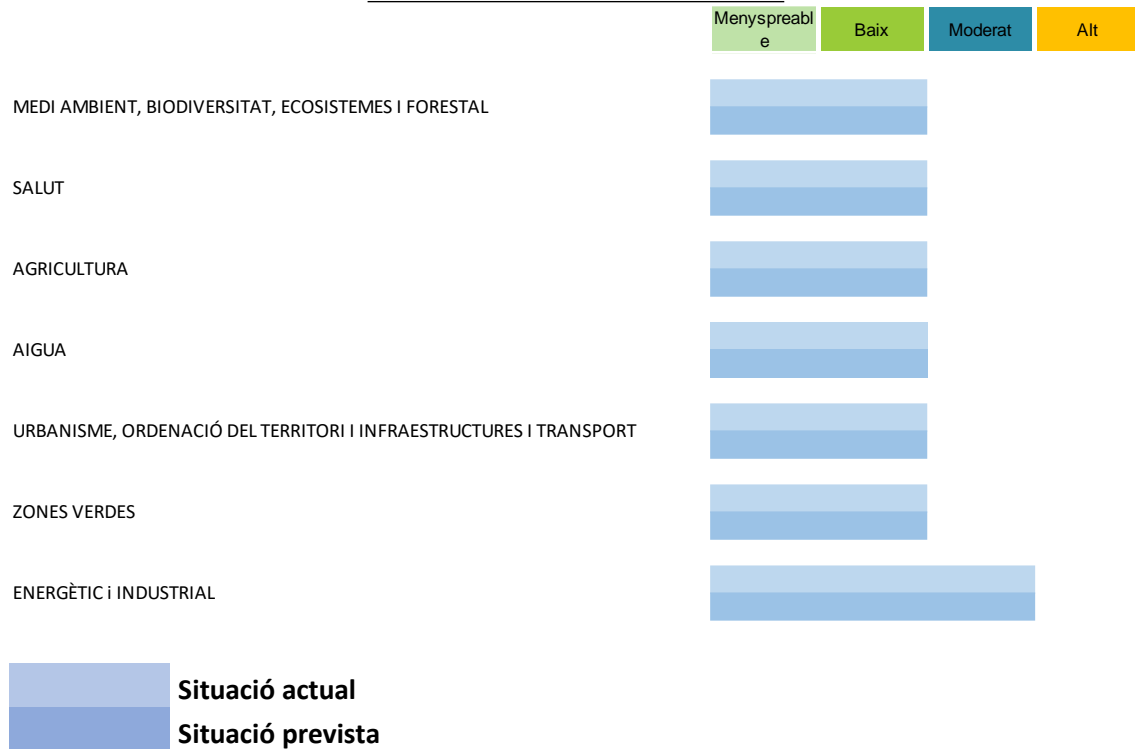 Menyspreabl
e
Baix
Moderat
Alt
MEDI AMBIENT, BIODIVERSITAT, ECOSISTEMES I FORESTAL
SALUT
AGRICULTURA
AIGUA
URBANISME, ORDENACIÓ DEL TERRITORI I INFRAESTRUCTURES I TRANSPORT
ZONES VERDES
ENERGÈTIC i INDUSTRIAL
Situació actual
Situació prevista